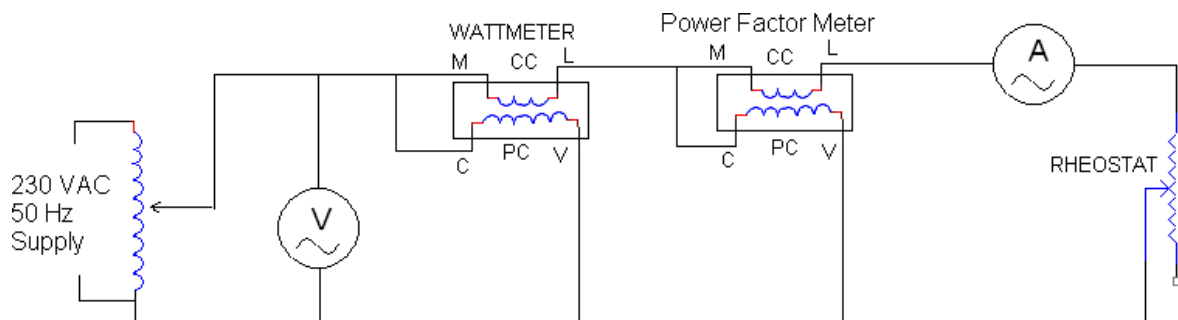 WATTMETER
M CC L
C PC V
Power Factor Meter
M CC L
C PC V
A
230 VAC
50 Hz
Supply
V
RHEOSTAT